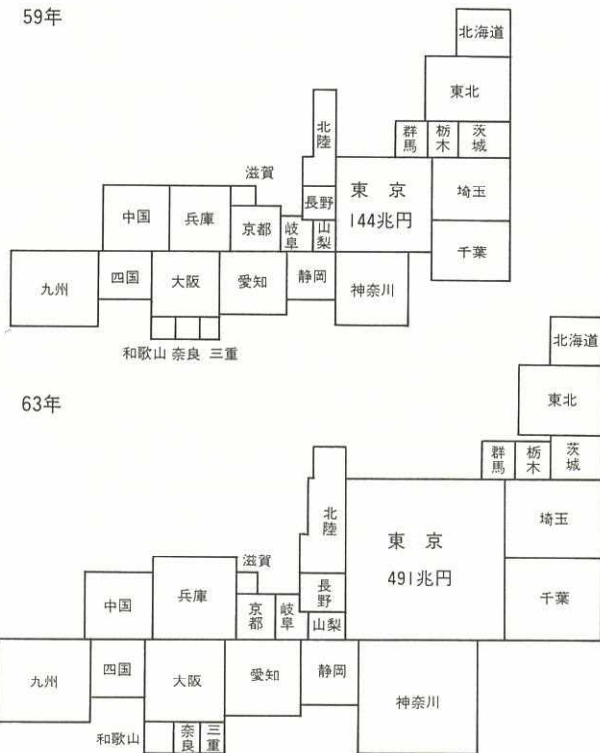 59年
北海道
東北
群馬 栃木 茨城
北陸
滋賀
東京
144兆円
埼玉
長野
中国 兵庫 京都 岐阜 山梨
千葉
九州 四国 大阪 愛知 静岡 神奈川
和歌山 奈良 三重
63年
北海道
東北
群馬 栃木 茨城
北陸
埼玉
東京
491兆円
滋賀
中国 兵庫 京都 岐阜 長野
山梨
千葉
九州 四国 大阪 愛知 静岡 神奈川
和歌山 奈良 三重